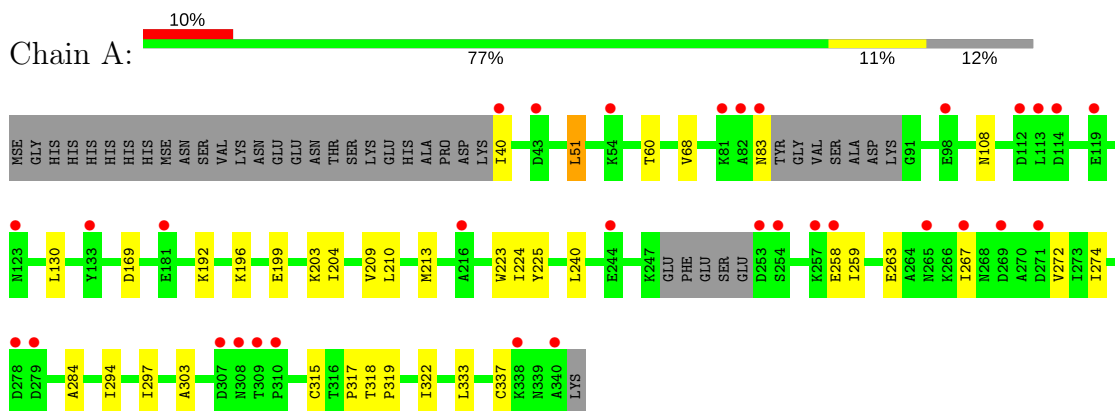 10%
Chain A:
77% 11% 12%
MSE GLY HIS HIS HIS HIS HIS HIS MSE ASN SER VAL LYS ASN GLU GLU ASN THR SER LYS GLU HIS ALA PRO ASP LYS I40 D43 L51 K54 T60 V68 K81 A82 N83 TYR GLY VAL SER ALA ASP LYS G91 E98 N108 D112 L113 D114 E119
N123 L130 Y133 D169 E181 K192 K196 E199 K203 I204 V209 L210 M213 A216 W223 I224 Y225 L240 E244 K247 GLU PHE GLU SER GLU D253 S254 K257 E258 I259 E263 A264 N265 K266 I267 N268 D269 A270 D271 V272 I273 I274
D278 D279 A284 I294 I297 A303 D307 N308 T309 P310 C315 T316 P317 T318 P319 I322 L333 C337 K338 N339 A340 LYS